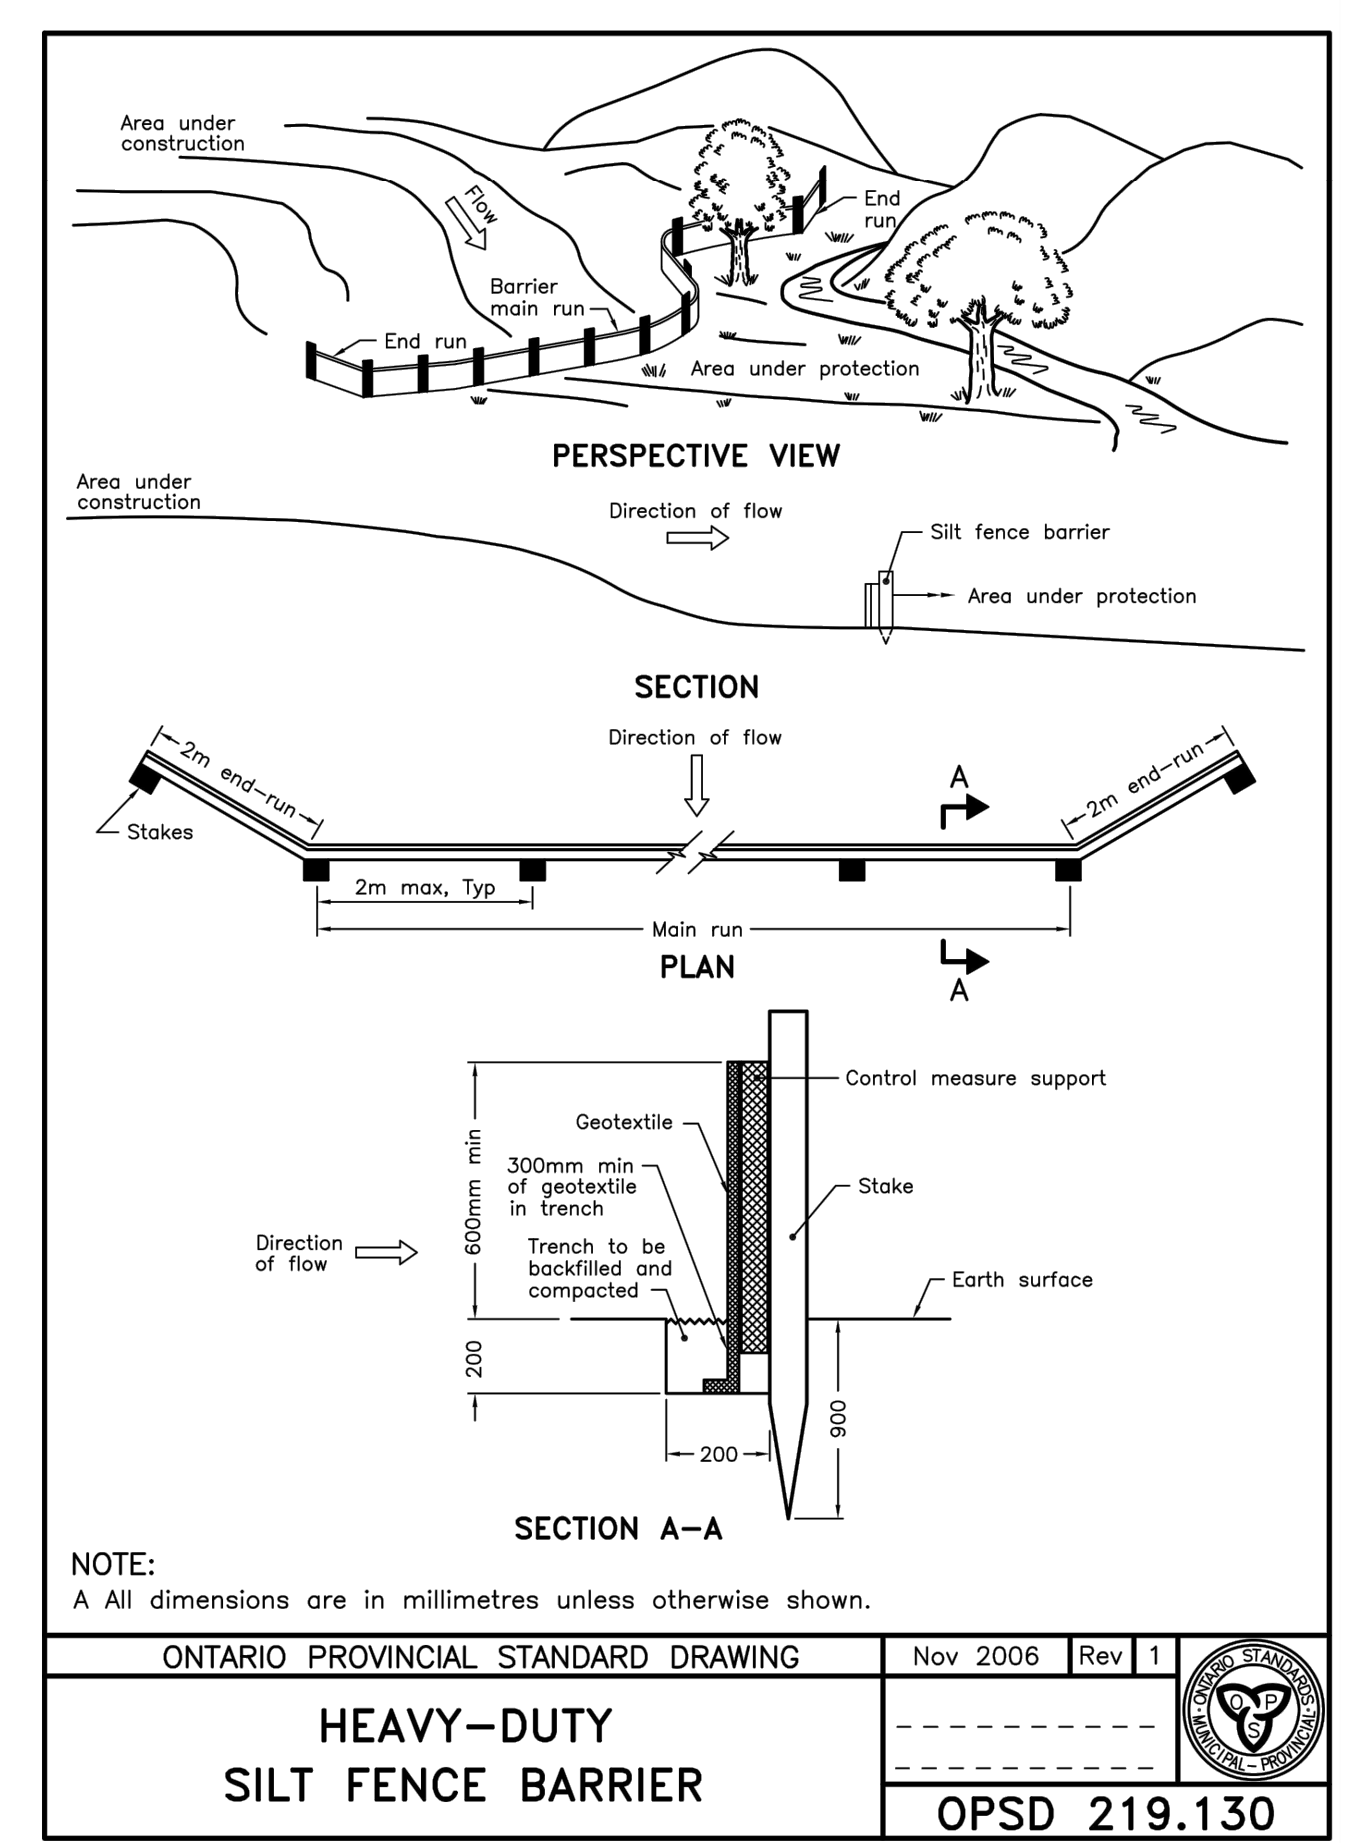 Area under
construction
Flow
End
run
Barrier
main run
End run
Area under protection
PERSPECTIVE VIEW
Area under
construction
Direction of flow
Silt fence barrier
Area under protection
SECTION
Direction of flow
2m end-run
2m end-run
A
Stakes
2m max, Typ
Main run
PLAN
A
Control measure support
Geotextile
600mm min
300mm min
of geotextile
in trench
Stake
Direction
of flow
Trench to be
backfilled and
compacted
Earth surface
200
900
200
SECTION A-A
NOTE:
A All dimensions are in millimetres unless otherwise shown.
ONTARIO PROVINCIAL STANDARD DRAWING
Nov 2006
Rev
1
HEAVY-DUTY
SILT FENCE BARRIER
ONTARIO STANDARDS
MUNICIPAL - PROVINCIAL
O P
S
OPSD 219.130